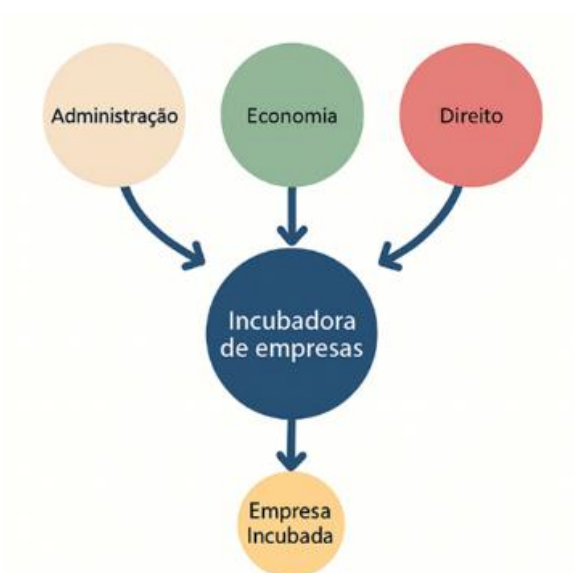 Administração
Economia
Direito
Incubadora
de empresas
Empresa
Incubada